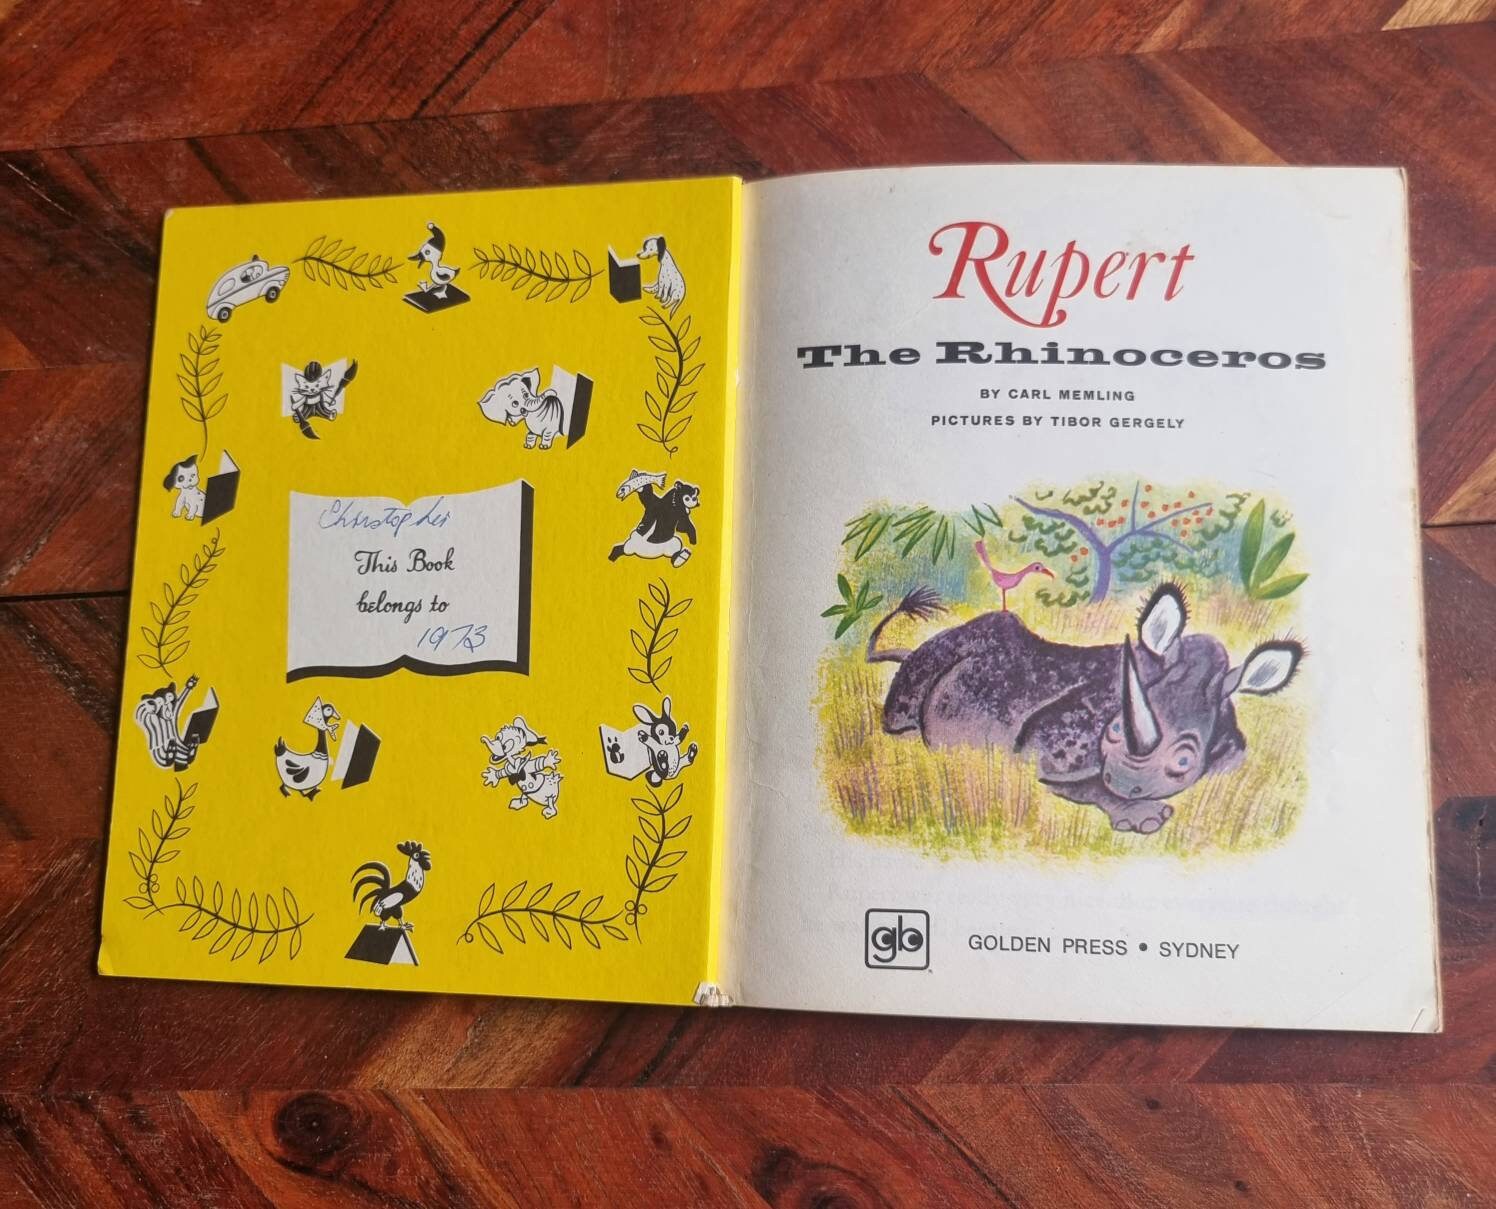 Christopher
This Book
belongs to
1973
Rupert
The Rhinoceros
BY CARL MEMLING
PICTURES BY TIBOR GERGELY
gb
GOLDEN PRESS • SYDNEY